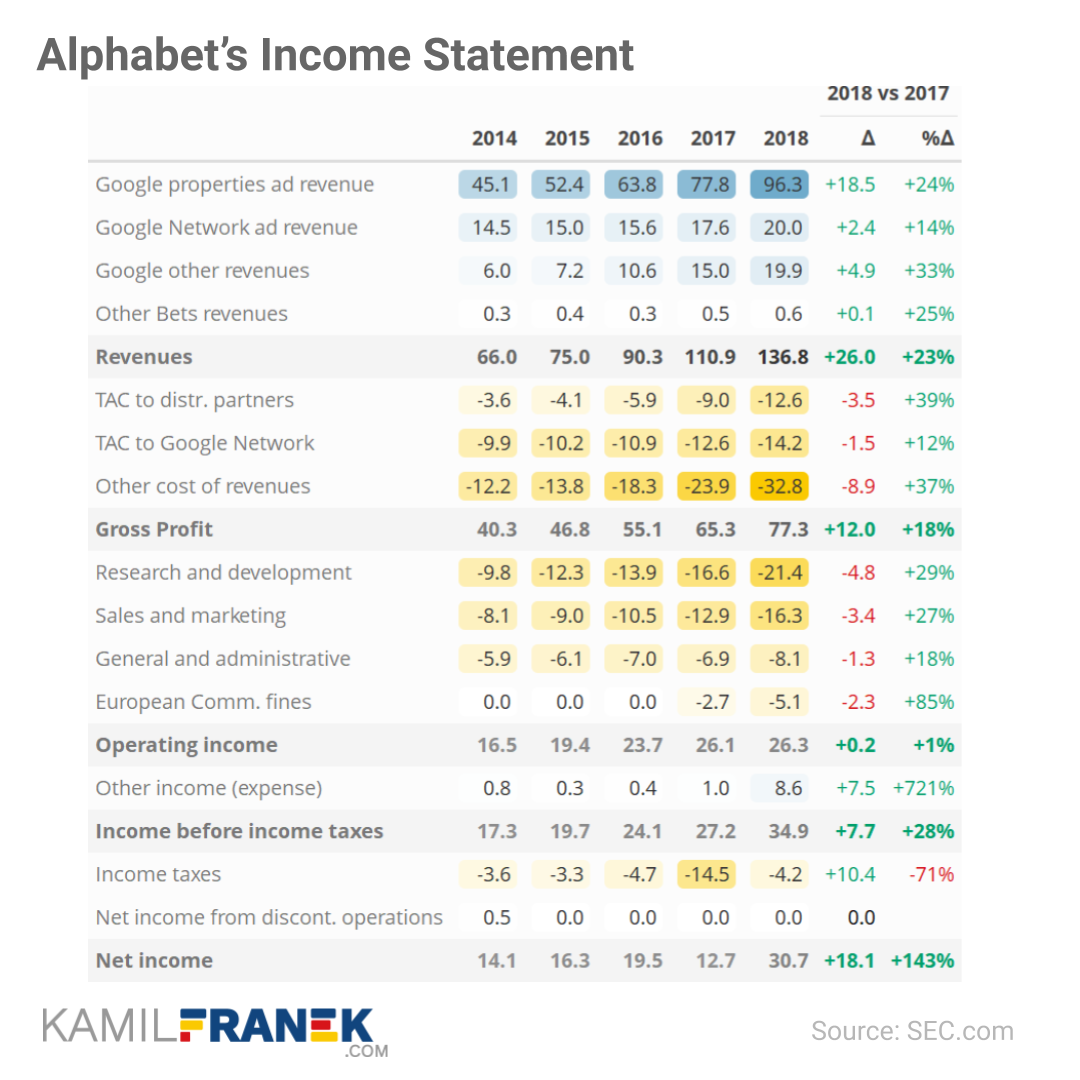 Alphabet's Income Statement
2018 vs 2017
2014 2015 2016 2017 2018 Δ %Δ
Google properties ad revenue 45.1 52.4 63.8 77.8 96.3 +18.5 +24%
Google Network ad revenue 14.5 15.0 15.6 17.6 20.0 +2.4 +14%
Google other revenues 6.0 7.2 10.6 15.0 19.9 +4.9 +33%
Other Bets revenues 0.3 0.4 0.3 0.5 0.6 +0.1 +25%
Revenues 66.0 75.0 90.3 110.9 136.8 +26.0 +23%
TAC to distr. partners -3.6 -4.1 -5.9 -9.0 -12.6 -3.5 +39%
TAC to Google Network -9.9 -10.2 -10.9 -12.6 -14.2 -1.5 +12%
Other cost of revenues -12.2 -13.8 -18.3 -23.9 -32.8 -8.9 +37%
Gross Profit 40.3 46.8 55.1 65.3 77.3 +12.0 +18%
Research and development -9.8 -12.3 -13.9 -16.6 -21.4 -4.8 +29%
Sales and marketing -8.1 -9.0 -10.5 -12.9 -16.3 -3.4 +27%
General and administrative -5.9 -6.1 -7.0 -6.9 -8.1 -1.3 +18%
European Comm. fines 0.0 0.0 0.0 -2.7 -5.1 -2.3 +85%
Operating income 16.5 19.4 23.7 26.1 26.3 +0.2 +1%
Other income (expense) 0.8 0.3 0.4 1.0 8.6 +7.5 +721%
Income before income taxes 17.3 19.7 24.1 27.2 34.9 +7.7 +28%
Income taxes -3.6 -3.3 -4.7 -14.5 -4.2 +10.4 -71%
Net income from discont. operations 0.5 0.0 0.0 0.0 0.0 0.0
Net income 14.1 16.3 19.5 12.7 30.7 +18.1 +143%
KAMILFRANEK
.COM
Source: SEC.com